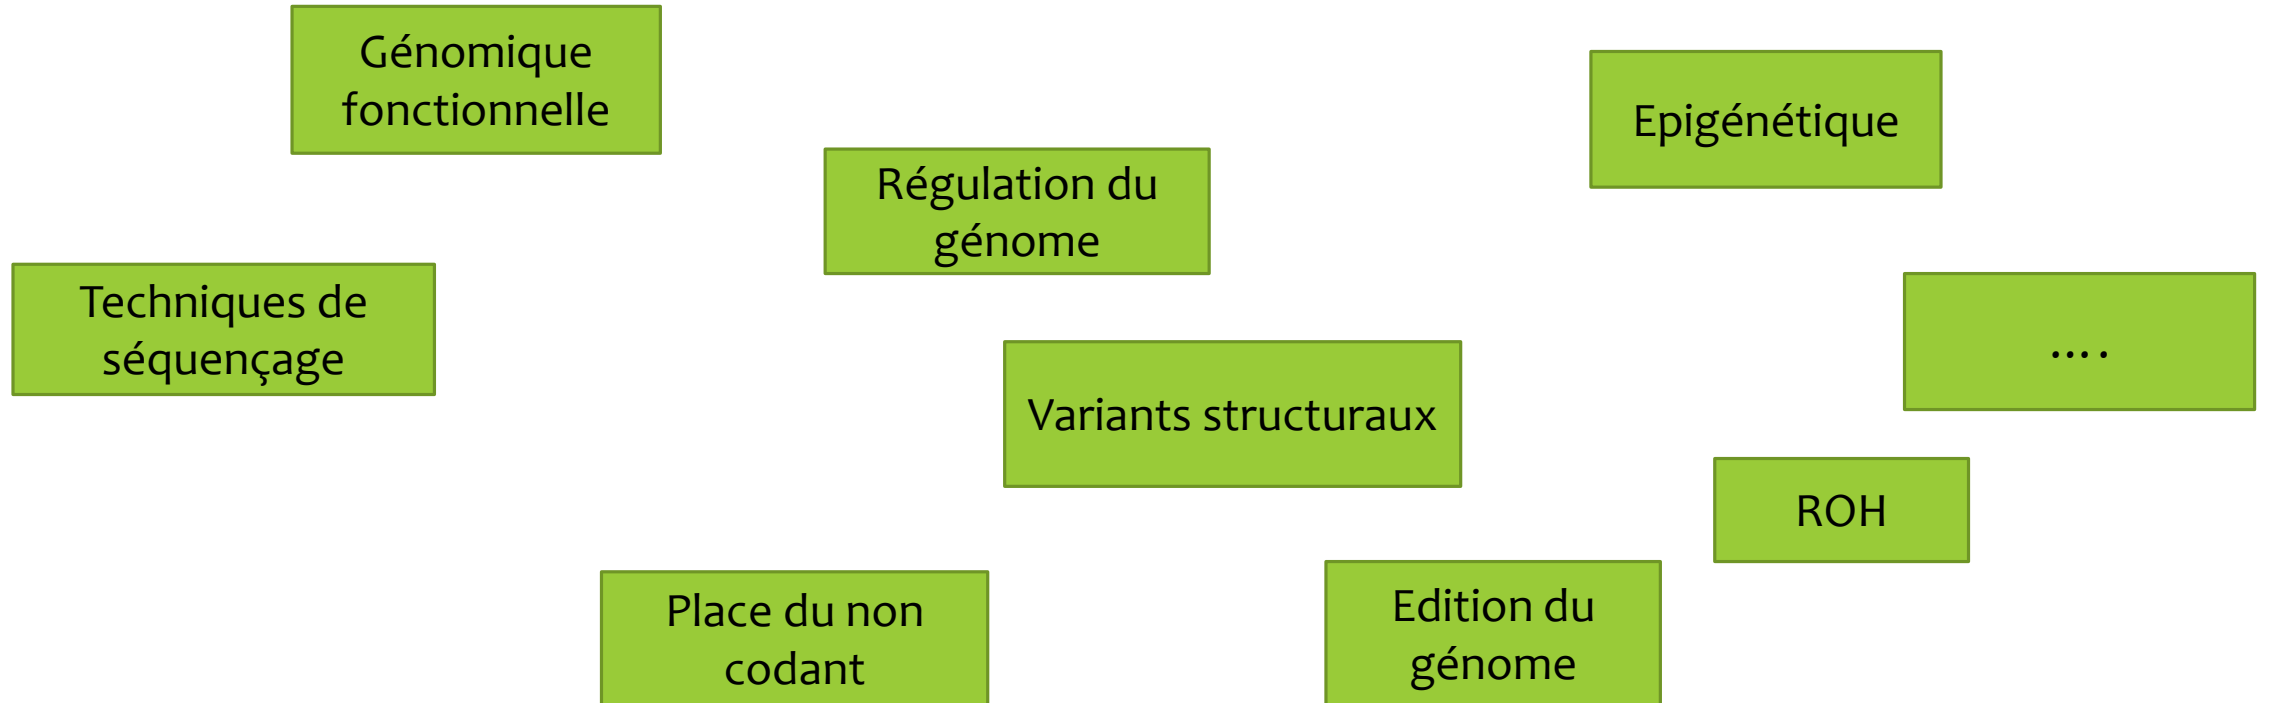 Génomique
fonctionnelle
Epigénétique
Régulation du
génome
Techniques de
séquençage
....
Variants structuraux
ROH
Place du non
codant
Edition du
génome